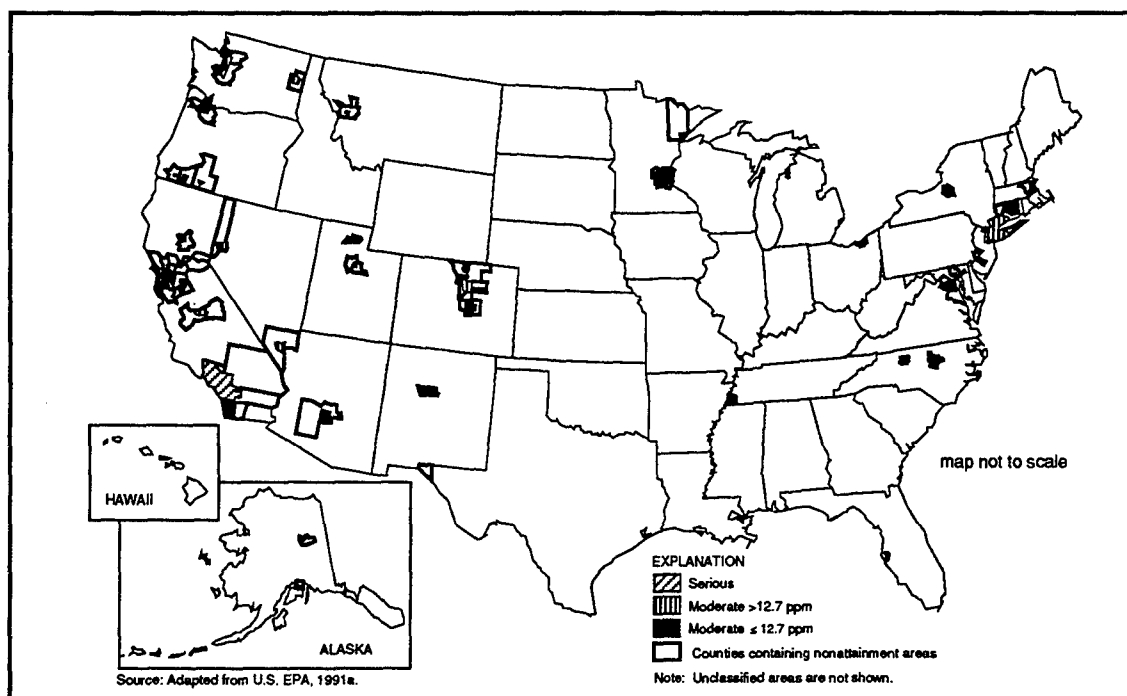 map not to scale
HAWAII
ALASKA
EXPLANATION
Serious
Moderate >12.7 ppm
Moderate ≤ 12.7 ppm
Counties containing nonattainment areas
Source: Adapted from U.S. EPA, 1991a.
Note: Unclassified areas are not shown.